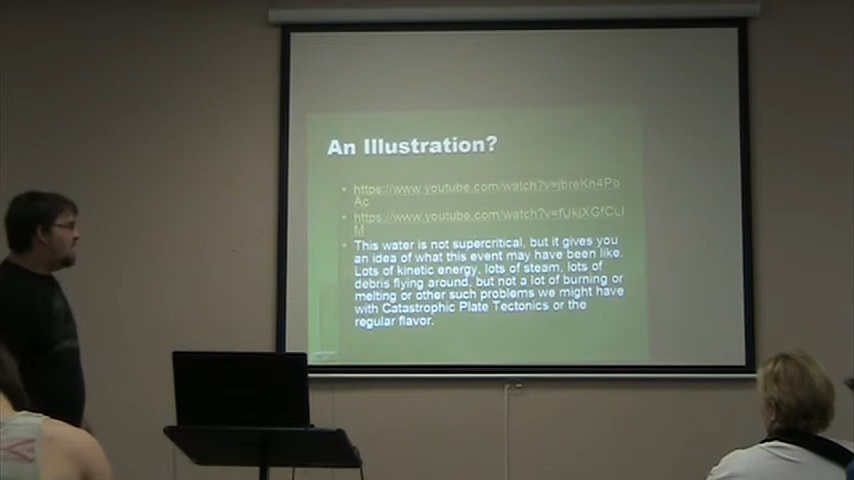 An Illustration?
https://www.youtube.com/watch?v=jbreKn4Po
Ac
https://www.youtube.com/watch?v=fUkjXGfCLI
M
This water is not supercritical, but it gives you
an idea of what this event may have been like.
Lots of kinetic energy, lots of steam, lots of
debris flying around, but not a lot of burning or
melting or other such problems we might have
with Catastrophic Plate Tectonics or the
regular flavor.